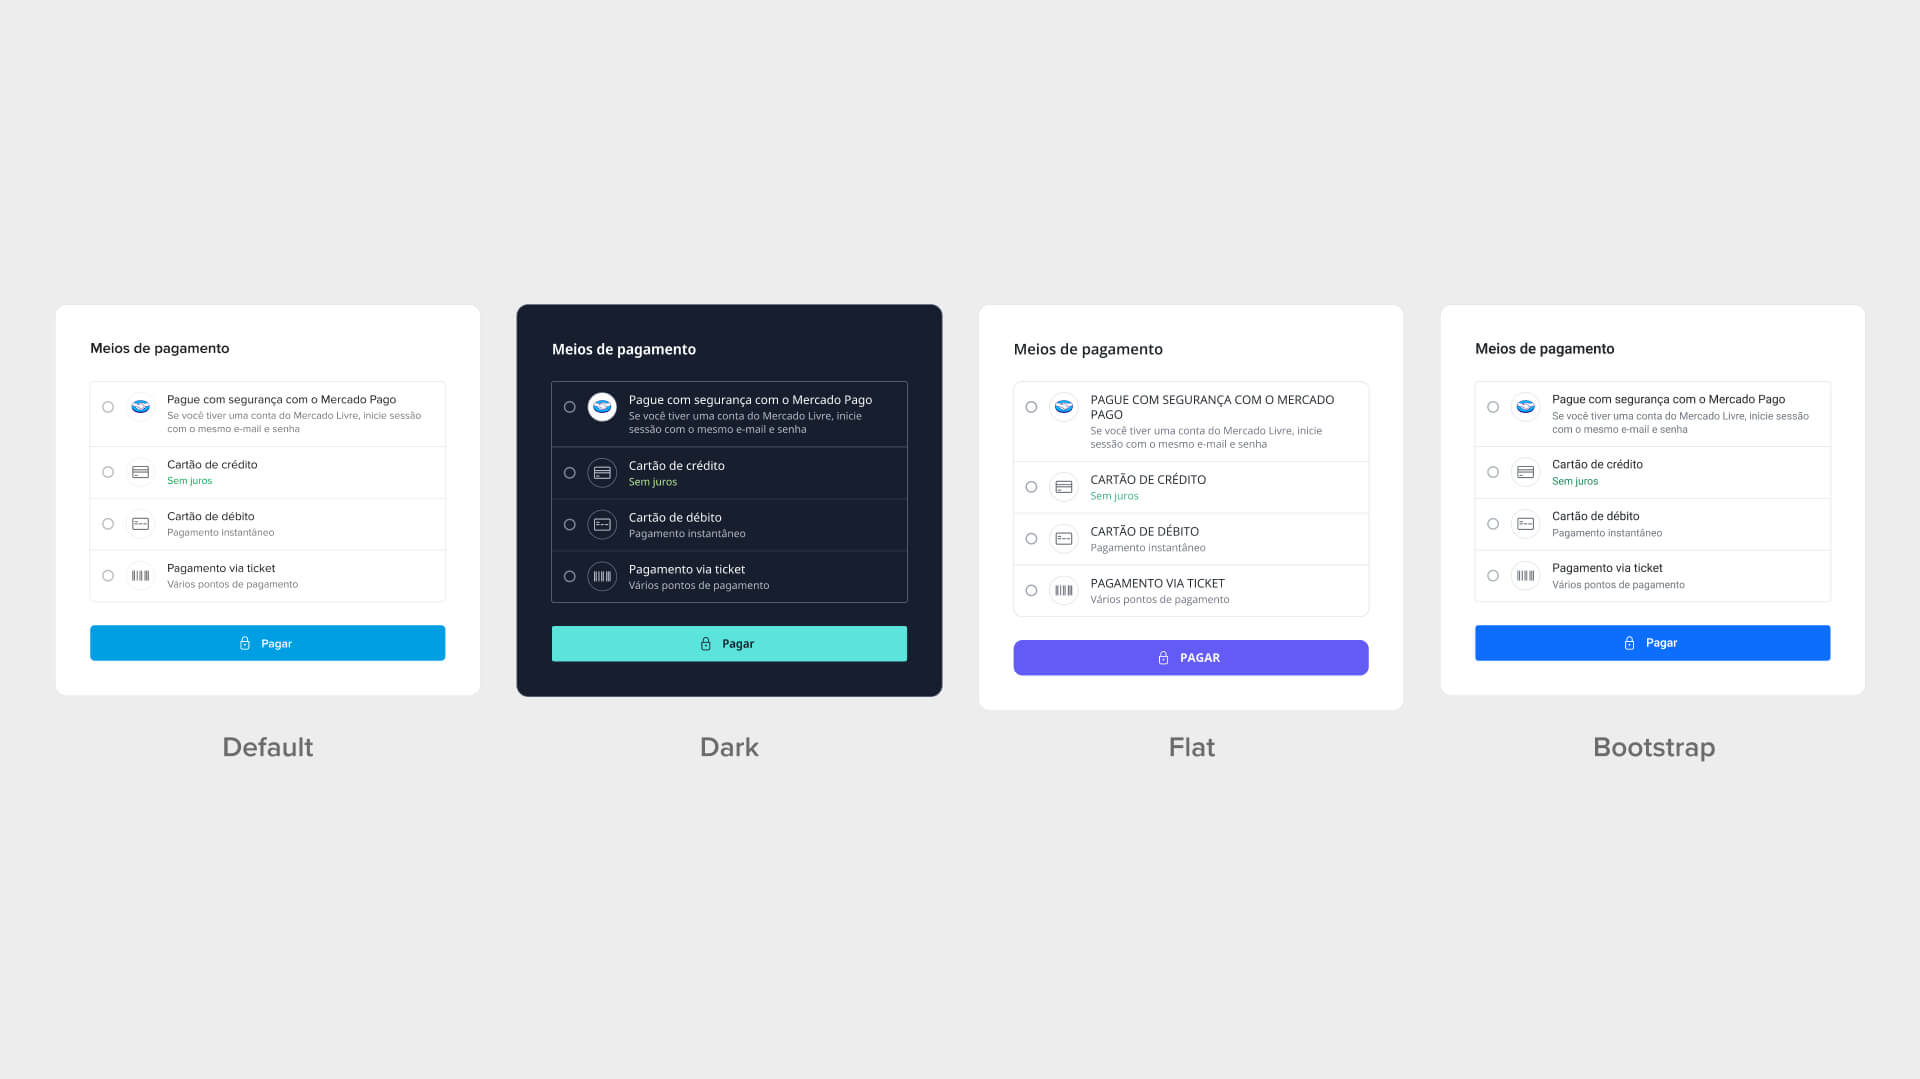 Meios de pagamento
Pague com segurança com o Mercado Pago
Se você tiver uma conta do Mercado Livre, inicie sessão
com o mesmo e-mail e senha
Cartão de crédito
Sem juros
Cartão de débito
Pagamento instantâneo
Pagamento via ticket
Vários pontos de pagamento
Pagar
Default
Meios de pagamento
Pague com segurança com o Mercado Pago
Se você tiver uma conta do Mercado Livre, inicie
sessão com o mesmo e-mail e senha
Cartão de crédito
Sem juros
Cartão de débito
Pagamento instantâneo
Pagamento via ticket
Vários pontos de pagamento
Pagar
Dark
Meios de pagamento
PAGUE COM SEGURANÇA COM O MERCADO
PAGO
Se você tiver uma conta do Mercado Livre, inicie
sessão com o mesmo e-mail e senha
CARTÃO DE CRÉDITO
Sem juros
CARTÃO DE DÉBITO
Pagamento instantâneo
PAGAMENTO VIA TICKET
Vários pontos de pagamento
PAGAR
Flat
Meios de pagamento
Pague com segurança com o Mercado Pago
Se você tiver uma conta do Mercado Livre, inicie sessão
com o mesmo e-mail e senha
Cartão de crédito
Sem juros
Cartão de débito
Pagamento instantâneo
Pagamento via ticket
Vários pontos de pagamento
Pagar
Bootstrap